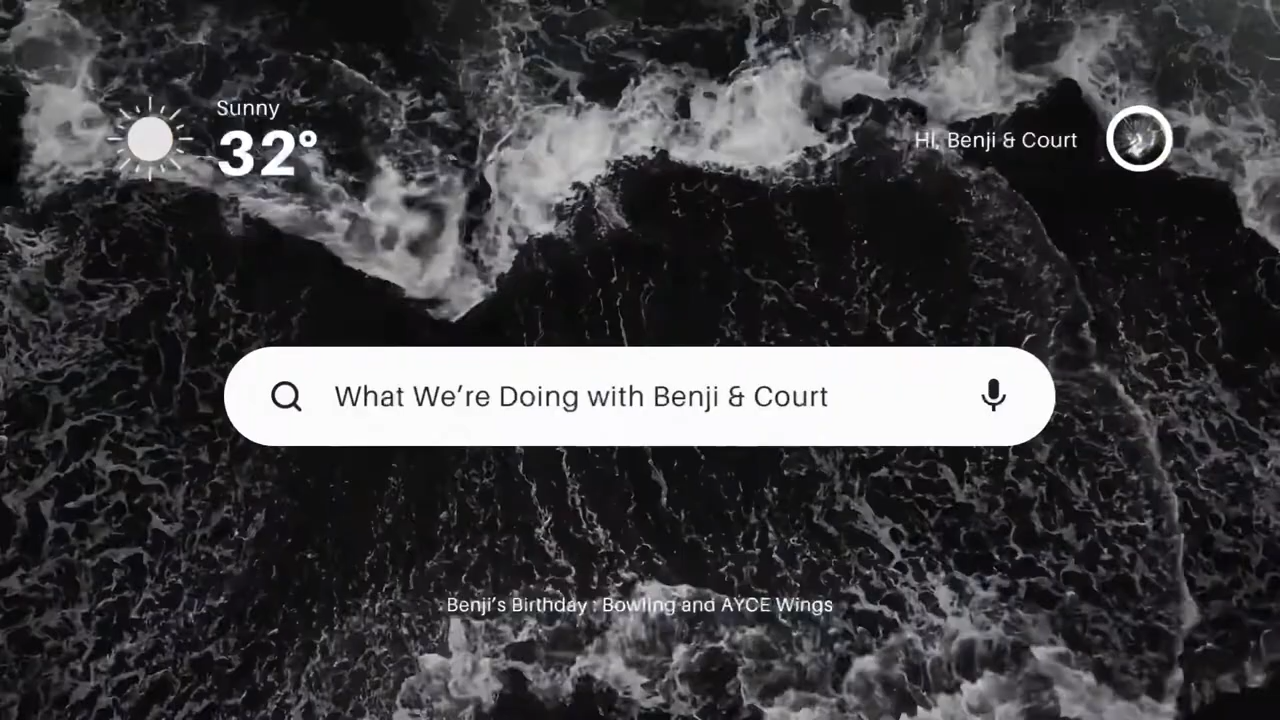 Sunny
32°
Hi, Benji & Court
What We're Doing with Benji & Court
Benji's Birthday : Bowling and AYCE Wings